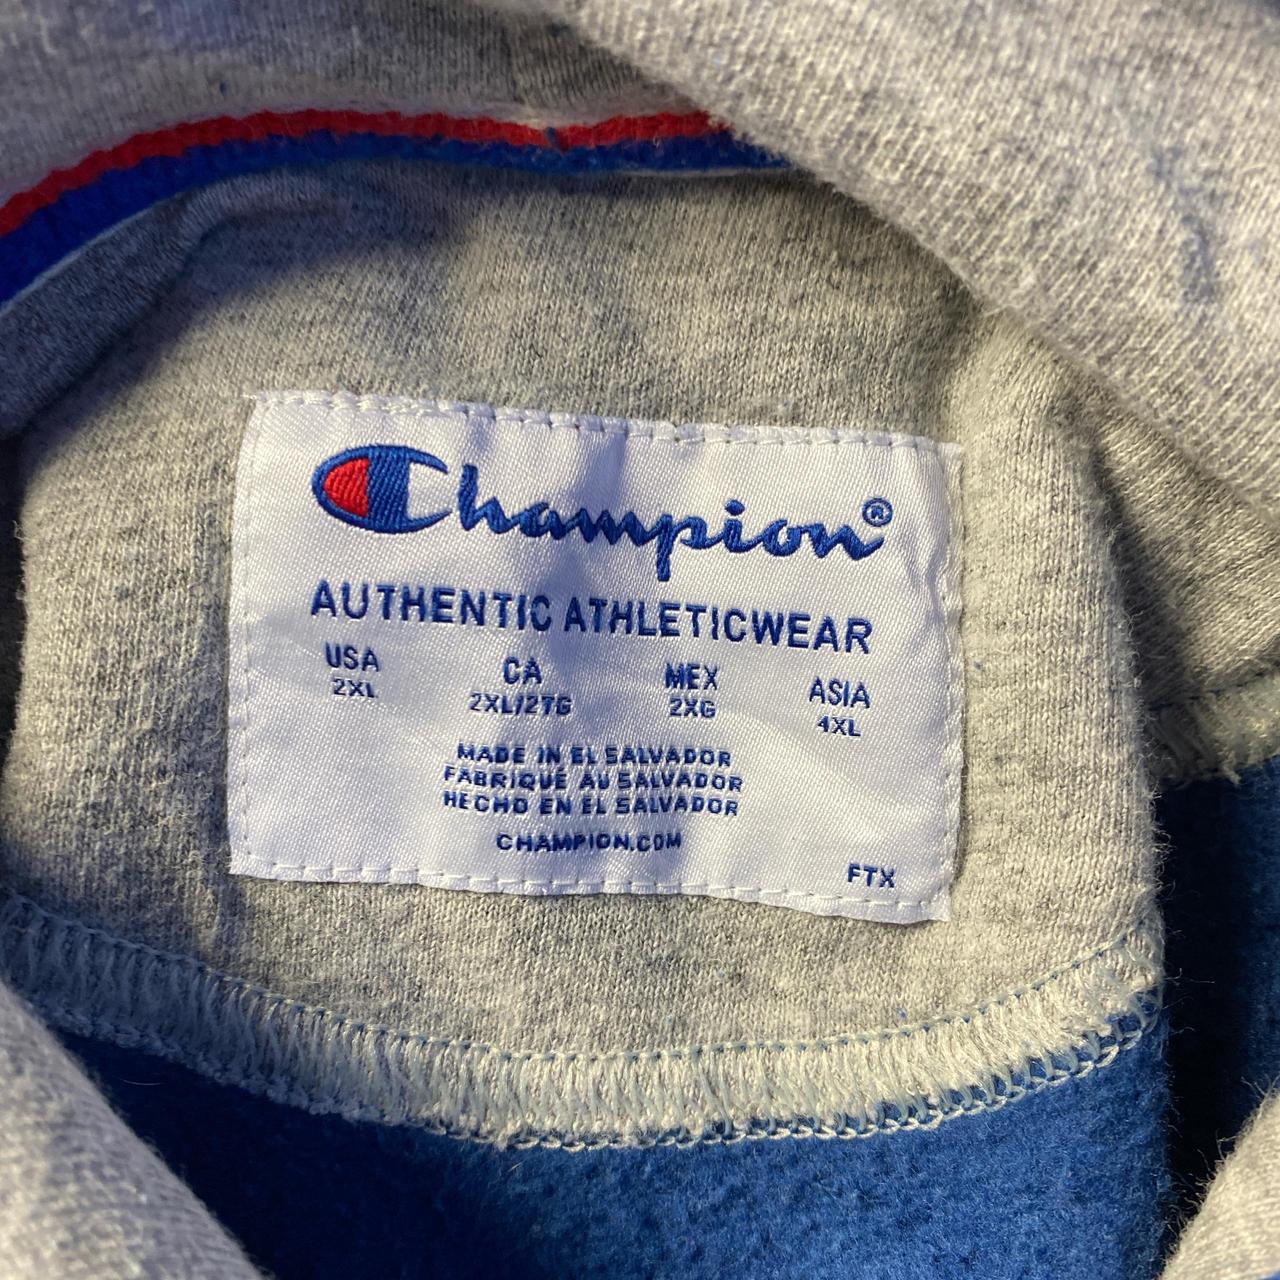 Champion®
AUTHENTIC ATHLETICWEAR
USA CA MEX ASIA
2XL 2XL/2TG 2XG 4XL
MADE IN EL SALVADOR
FABRIQUÉ AU SALVADOR
HECHO EN EL SALVADOR
CHAMPION.COM
FTX